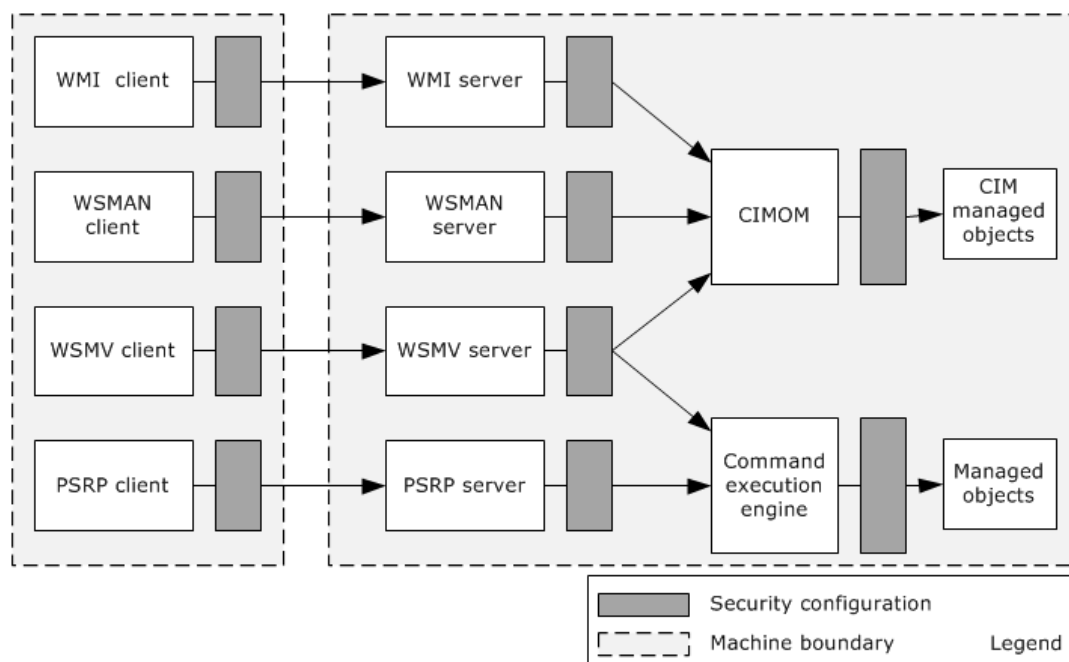 WMI client
WMI server
WSMAN
client
WSMAN
server
CIMOM
CIM
managed
objects
WSMV client
WSMV server
PSRP client
PSRP server
Command
execution
engine
Managed
objects
Security configuration
Machine boundary
Legend